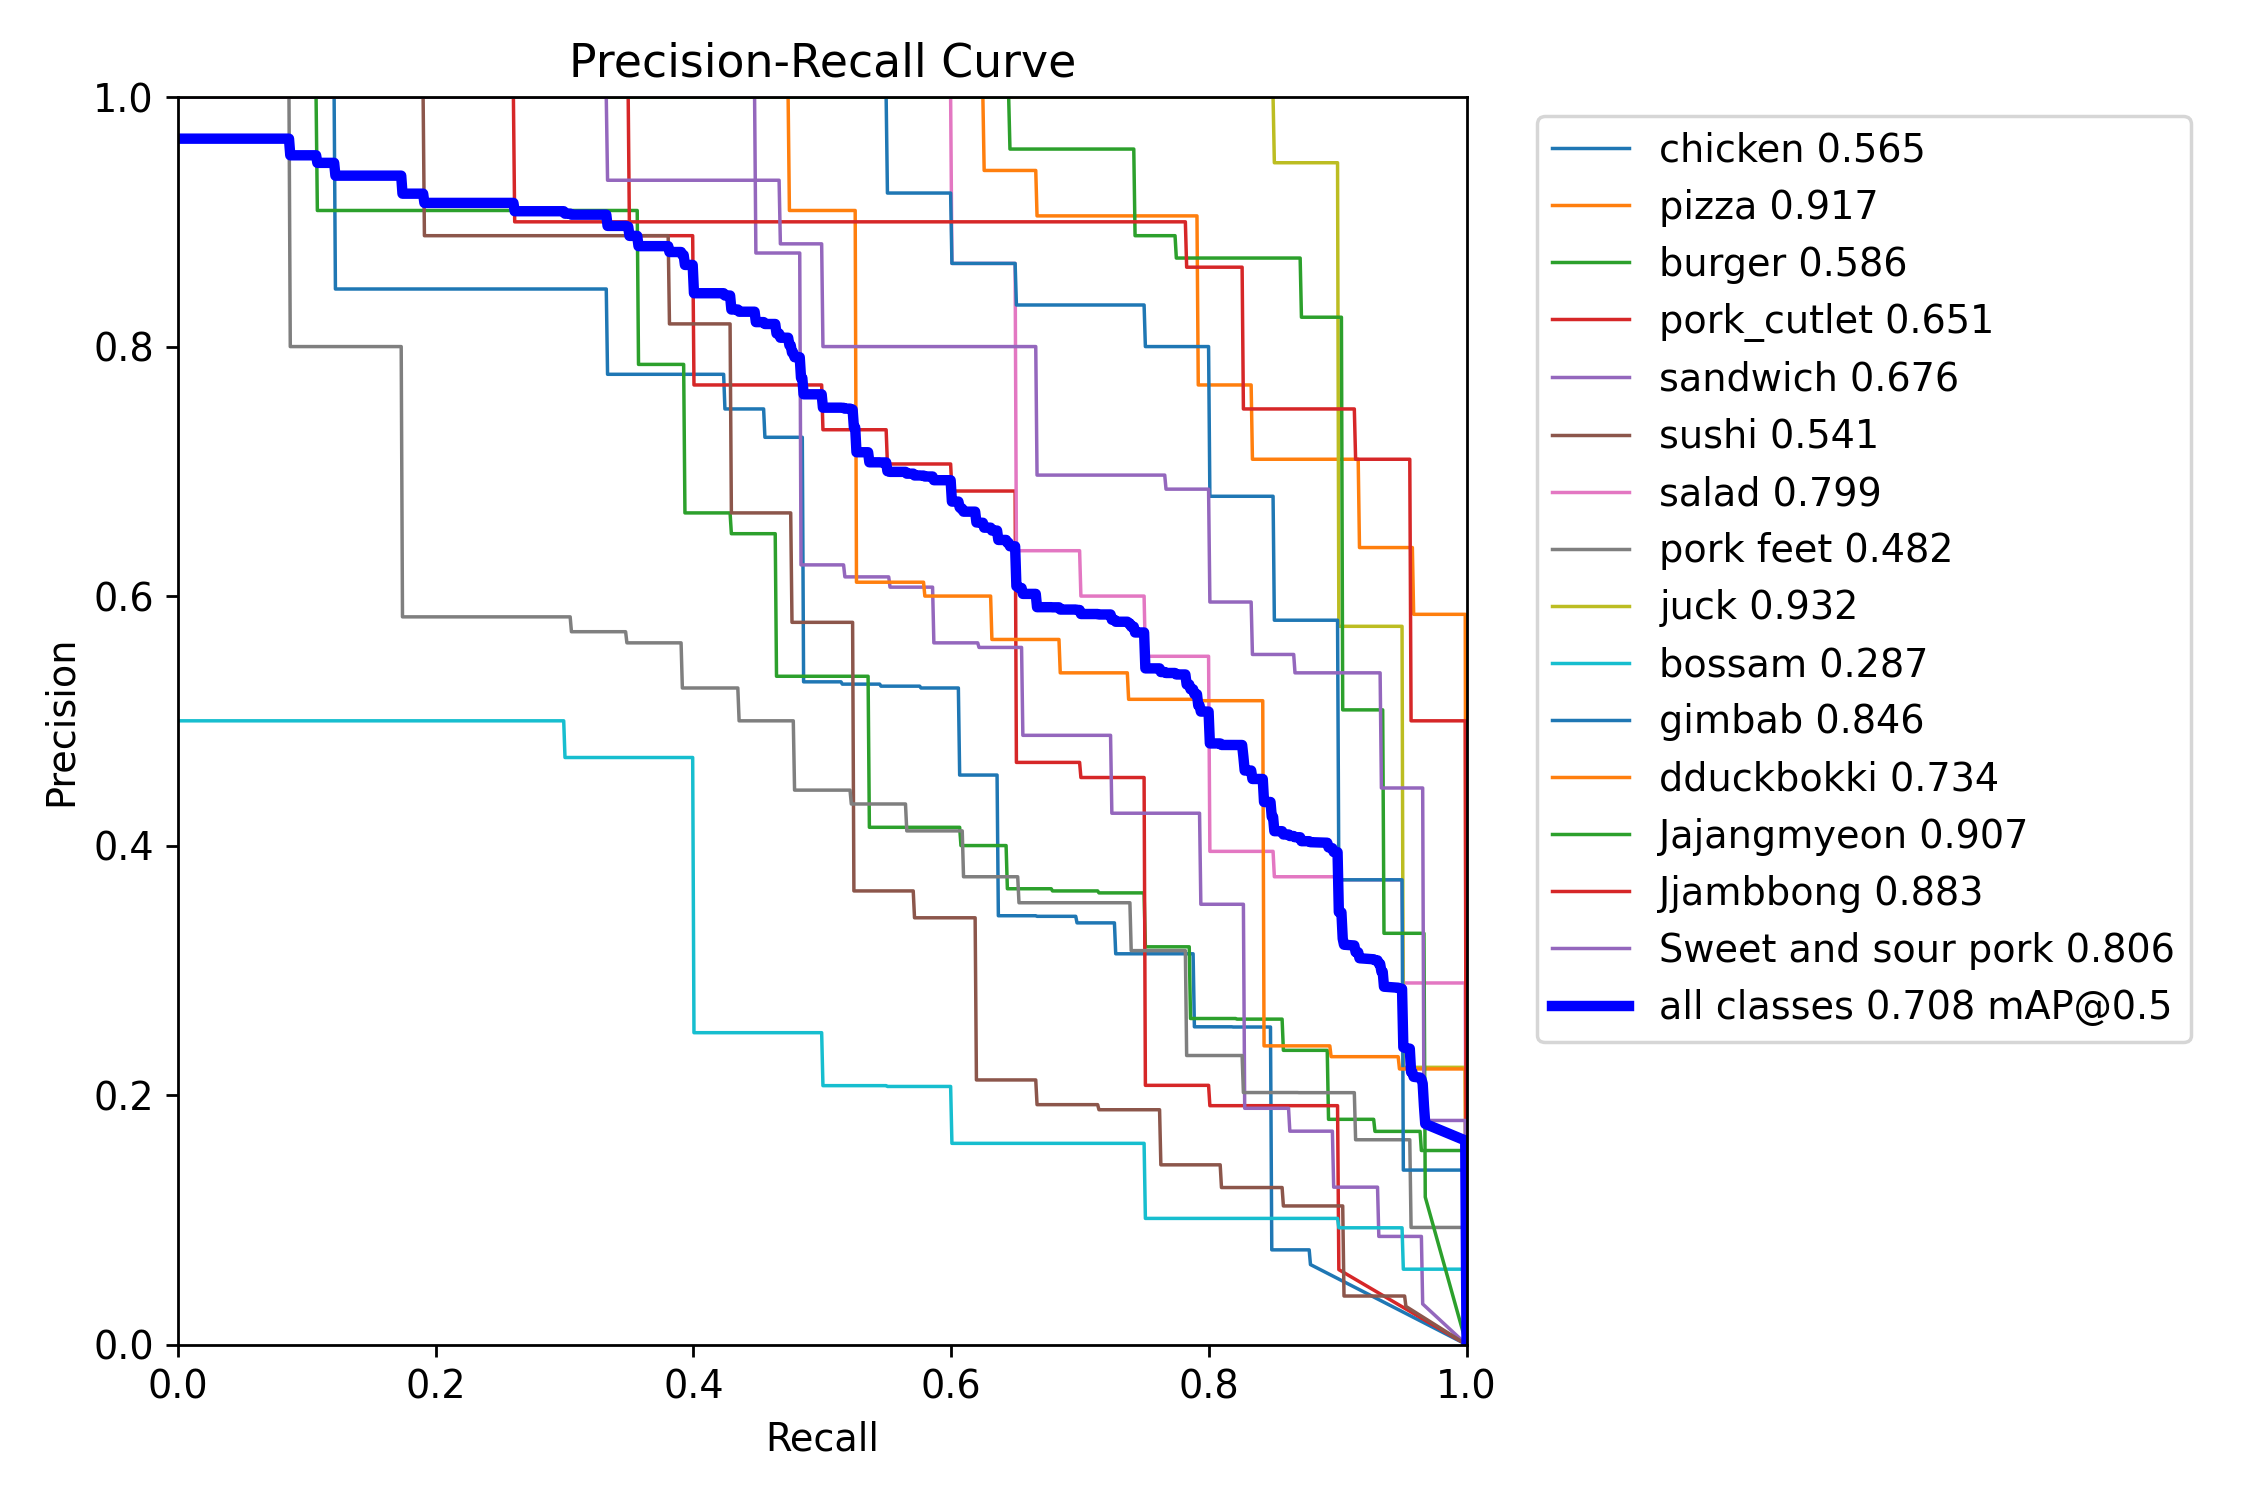 Precision-Recall Curve
1.0
0.8
0.6
0.4
0.2
0.0
Precision
0.0 0.2 0.4 0.6 0.8 1.0
Recall
chicken 0.565
pizza 0.917
burger 0.586
pork_cutlet 0.651
sandwich 0.676
sushi 0.541
salad 0.799
pork feet 0.482
juck 0.932
bossam 0.287
gimbab 0.846
dduckbokki 0.734
Jajangmyeon 0.907
Jjambbong 0.883
Sweet and sour pork 0.806
all classes 0.708 mAP@0.5